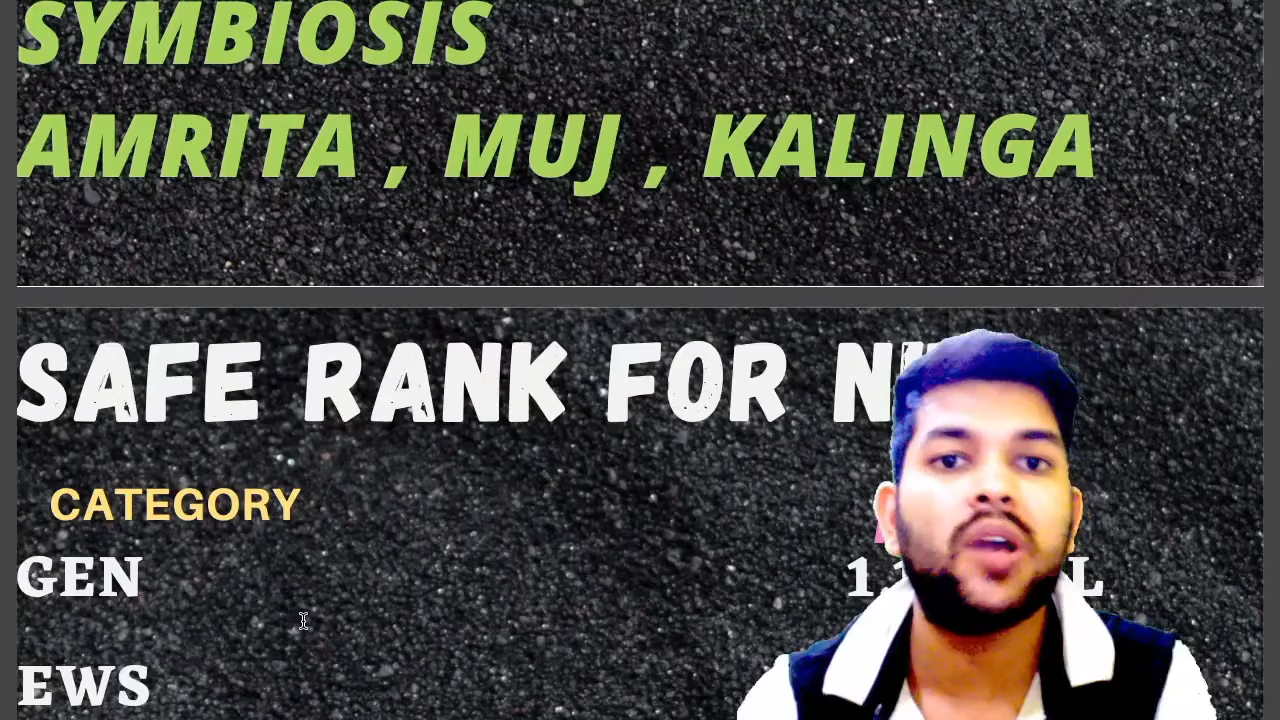 SYMBIOSIS
AMRITA , MUJ , KALINGA
SAFE RANK FOR
CATEGORY
GEN
EWS